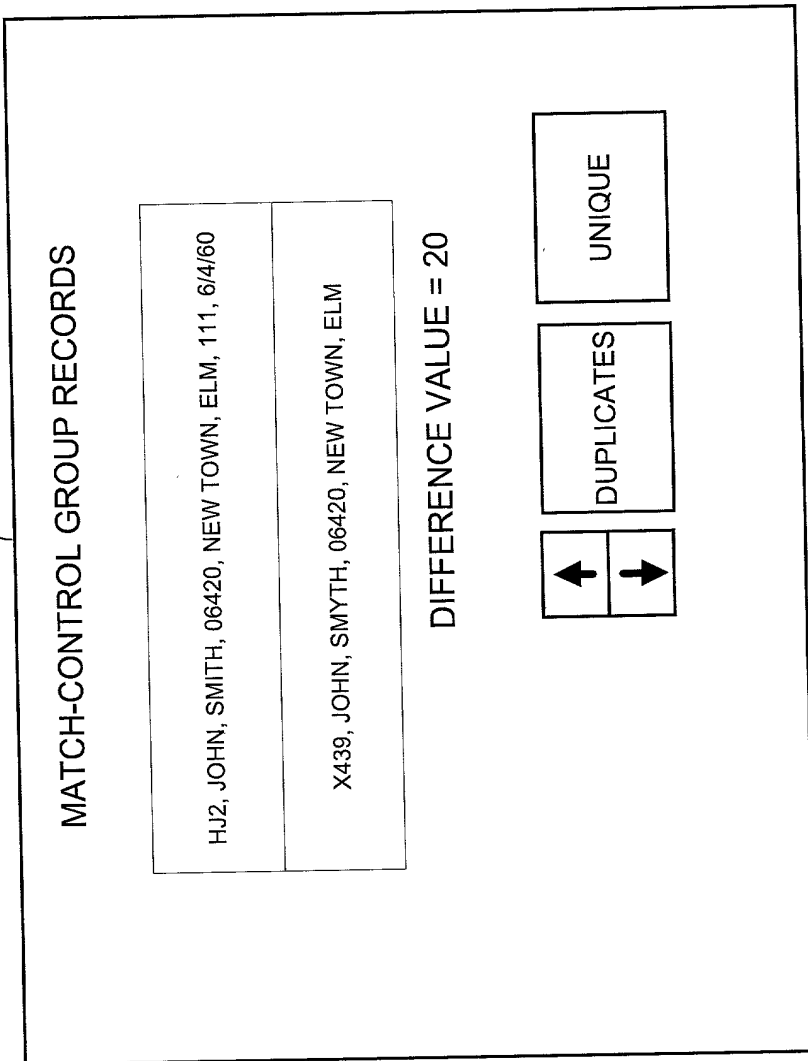 MATCH-CONTROL GROUP RECORDS
HJ2, JOHN, SMITH, 06420, NEW TOWN, ELM, 111, 6/4/60
X439, JOHN, SMYTH, 06420, NEW TOWN, ELM
DIFFERENCE VALUE = 20
DUPLICATES
UNIQUE